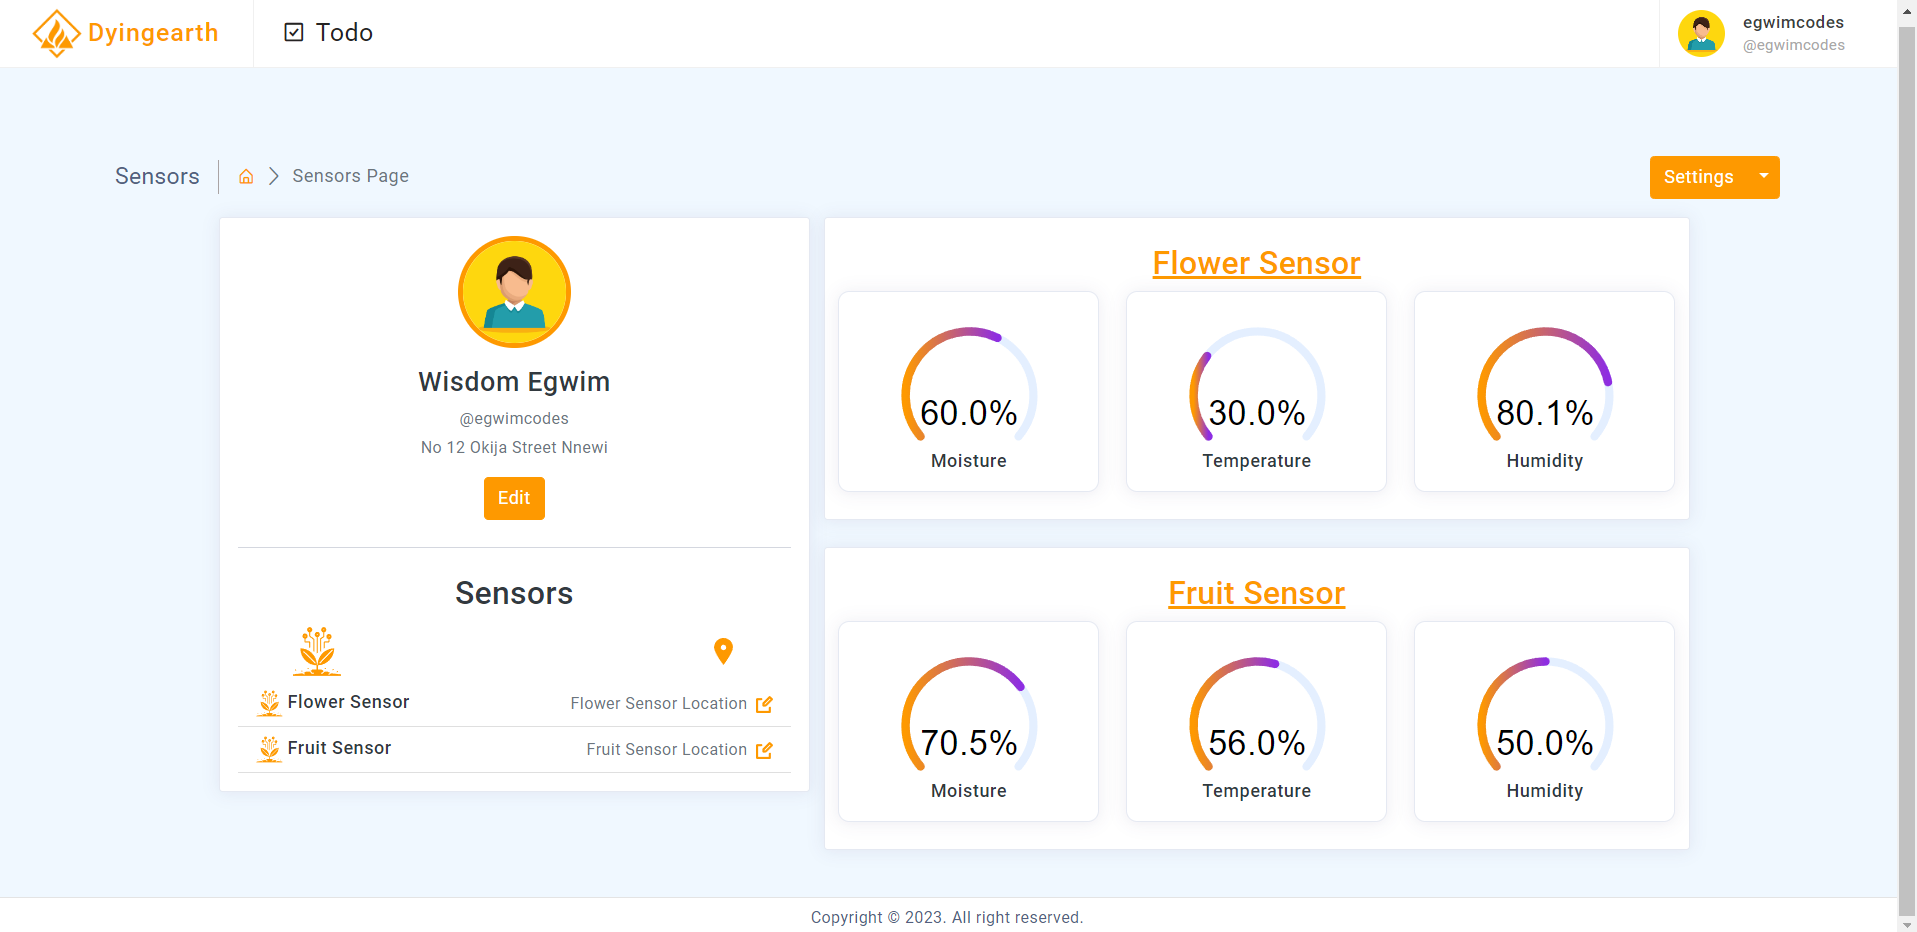 Dyingearth
Todo
egwimcodes
@egwimcodes
Sensors
Sensors Page
Settings
Wisdom Egwim
@egwimcodes
No 12 Okija Street Nnewi
Edit
Sensors
Flower Sensor
Flower Sensor Location
Fruit Sensor
Fruit Sensor Location
Flower Sensor
60.0%
Moisture
30.0%
Temperature
80.1%
Humidity
Fruit Sensor
70.5%
Moisture
56.0%
Temperature
50.0%
Humidity
Copyright © 2023. All right reserved.